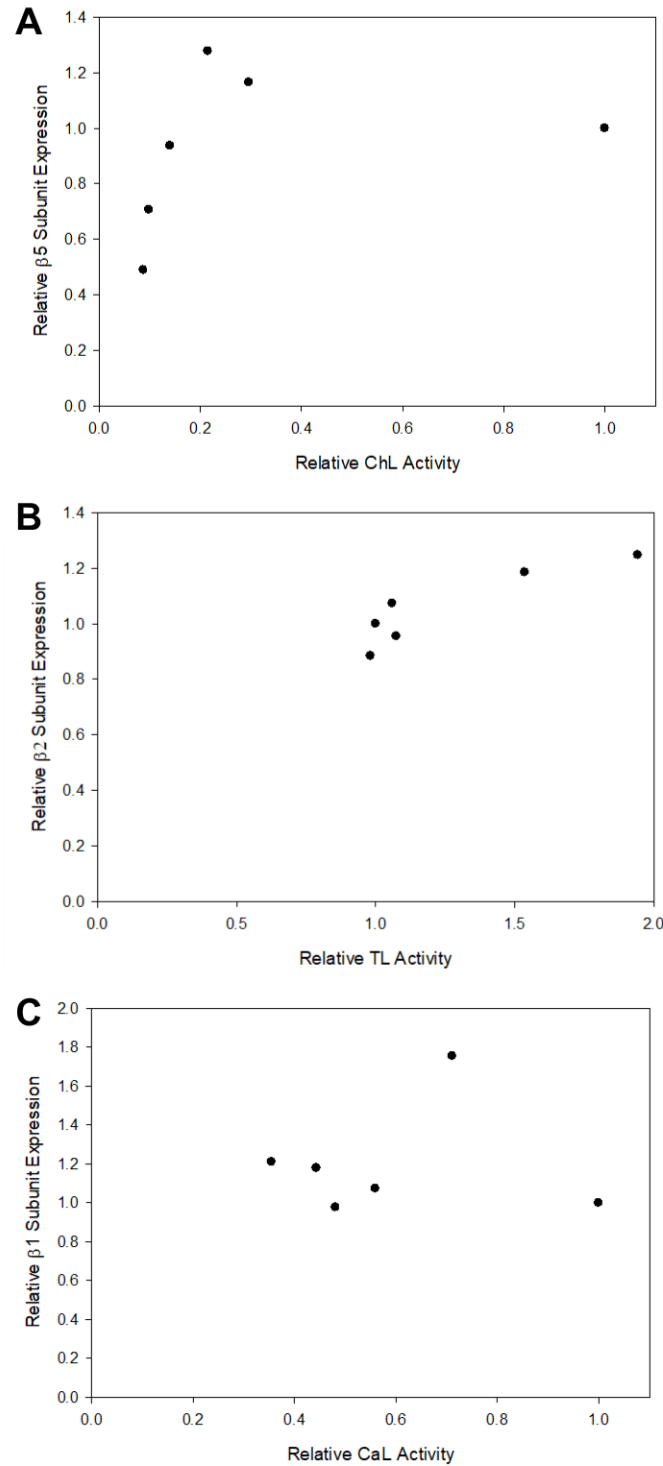 A
1.4
1.2
1.0
0.8
0.6
0.4
0.2
0.0
Relative β5 Subunit Expression
0.0 0.2 0.4 0.6 0.8 1.0
Relative ChL Activity
B
1.4
1.2
1.0
0.8
0.6
0.4
0.2
0.0
Relative β2 Subunit Expression
0.0 0.5 1.0 1.5 2.0
Relative TL Activity
C
2.0
1.8
1.6
1.4
1.2
1.0
0.8
0.6
0.4
0.2
0.0
Relative β1 Subunit Expression
0.0 0.2 0.4 0.6 0.8 1.0
Relative CaL Activity